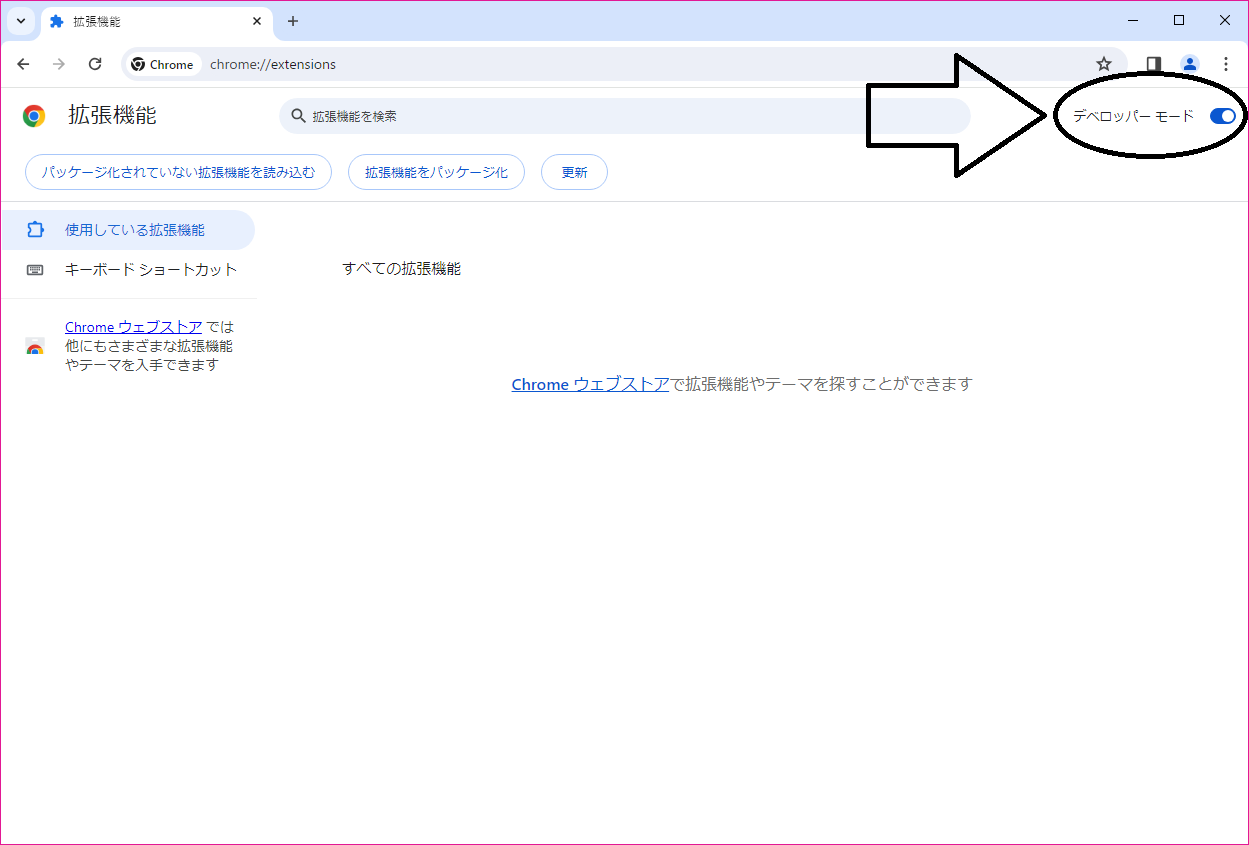 拡張機能
Chrome chrome://extensions
拡張機能
拡張機能を検索
デベロッパー モード
パッケージ化されていない拡張機能を読み込む
拡張機能をパッケージ化
更新
使用している拡張機能
キーボード ショートカット
Chrome ウェブストア では
他にもさまざまな拡張機能
やテーマを入手できます
すべての拡張機能
Chrome ウェブストアで拡張機能やテーマを探すことができます